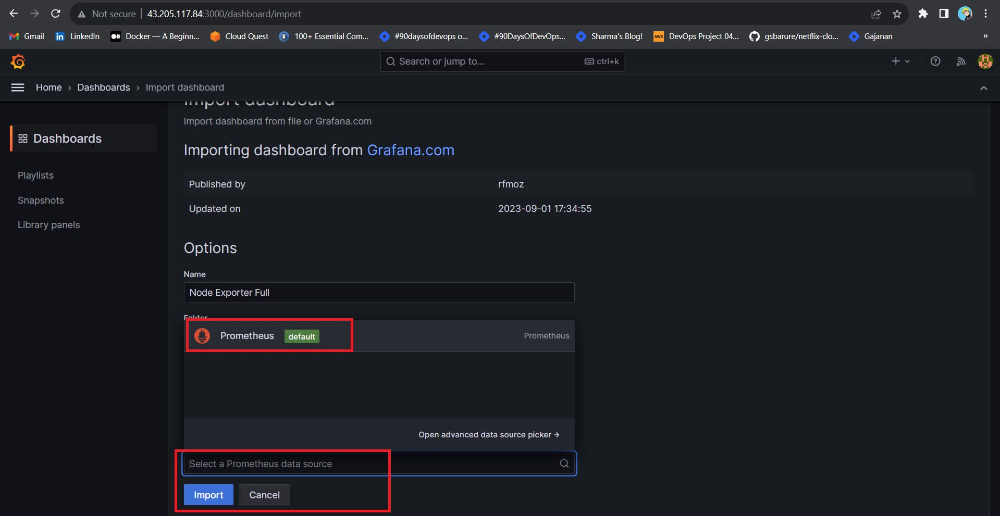 Not secure | 43.205.117.84:3000/dashboard/import
Gmail LinkedIn Docker — A Beginn... Cloud Quest 100+ Essential Com... #90daysofdevops o... #90DaysOfDevOps... Sharma's Blog! aws DevOps Project 04... gsbarure/netflix-clo... Gajanan »
Search or jump to... ctrl+k
Home › Dashboards › Import dashboard
Import dashboard
Import dashboard from file or Grafana.com
Dashboards
Importing dashboard from Grafana.com
Playlists
Published by rfmoz
Snapshots
Updated on 2023-09-01 17:34:55
Library panels
Options
Name
Node Exporter Full
Folder
Prometheus default Prometheus
Open advanced data source picker →
Select a Prometheus data source
Import Cancel